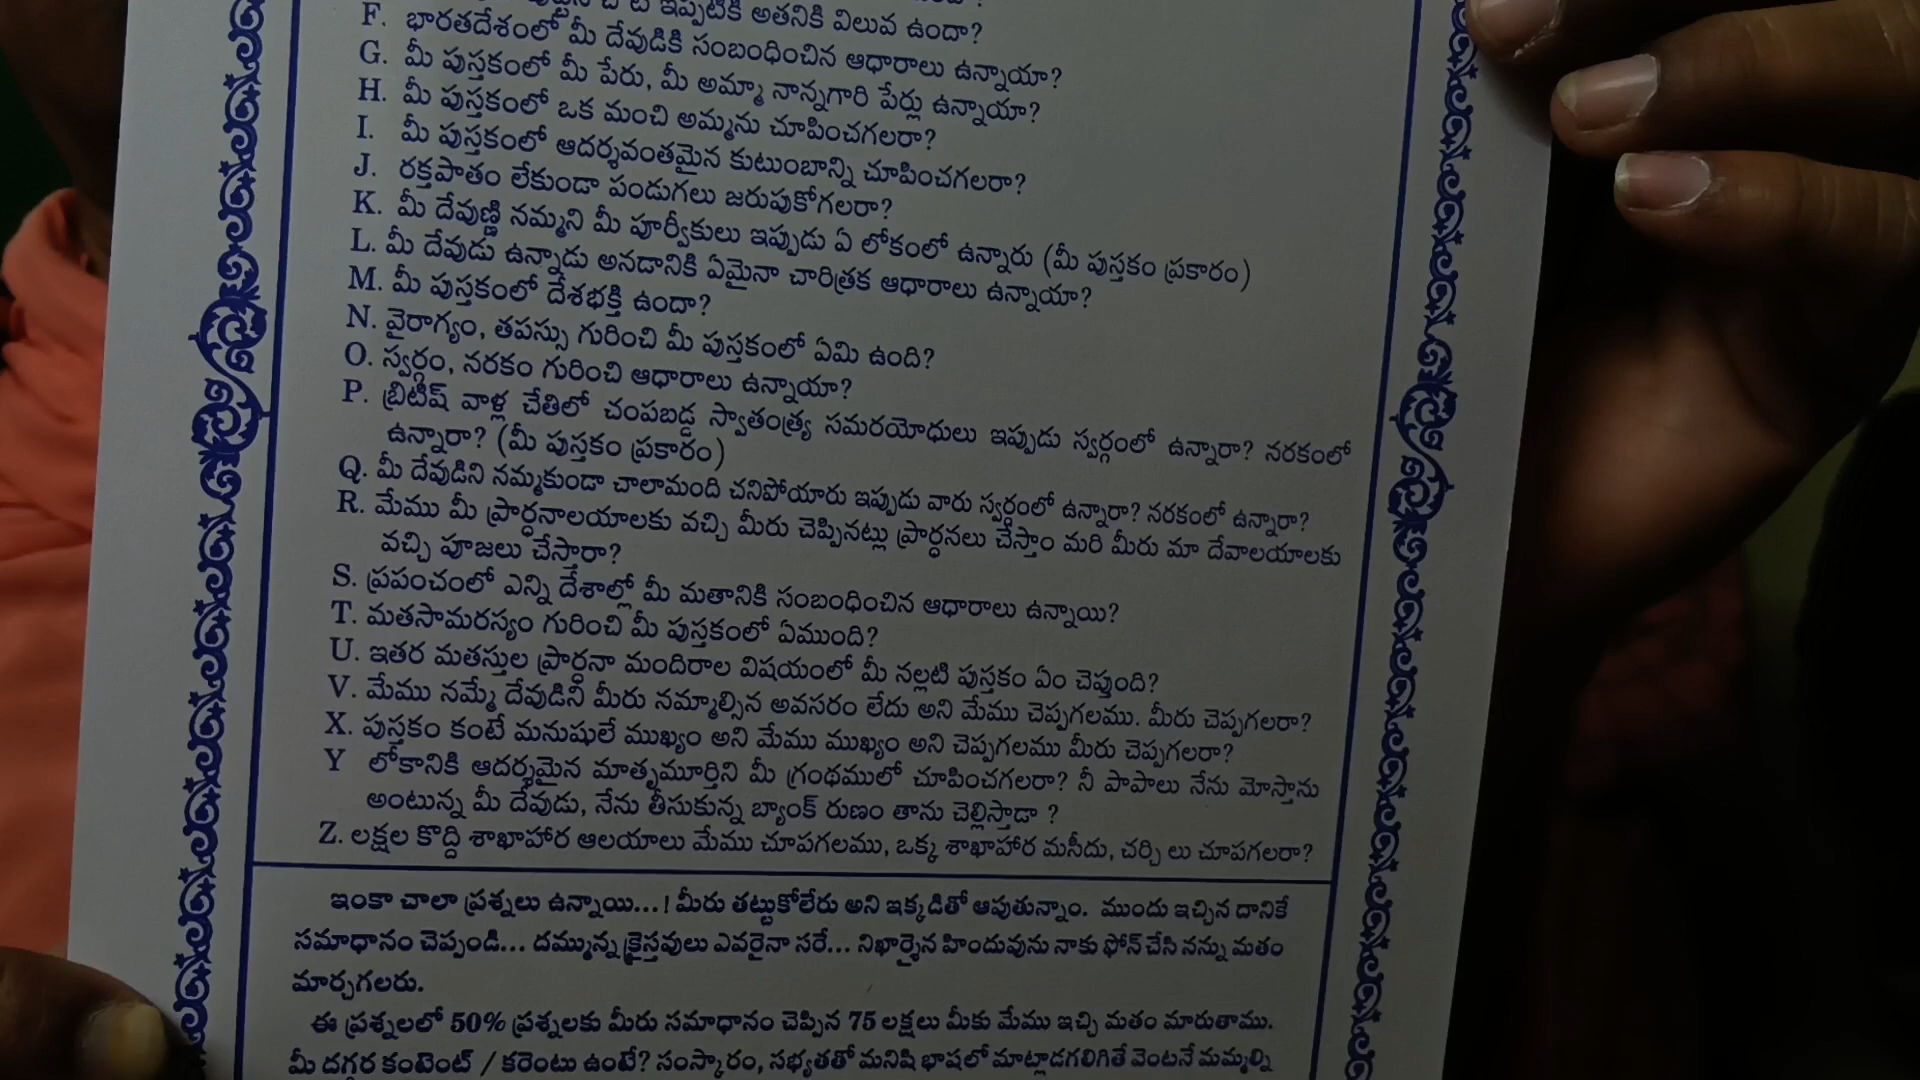 ఇప్పటికీ అతనికి విలువ ఉందా?
F. భారతదేశంలో మీ దేవుడికి సంబంధించిన ఆధారాలు ఉన్నాయా?
G. మీ పుస్తకంలో మీ పేరు, మీ అమ్మా నాన్నగారి పేర్లు ఉన్నాయా?
H. మీ పుస్తకంలో ఒక మంచి అమ్మను చూపించగలరా?
I. మీ పుస్తకంలో ఆదర్శవంతమైన కుటుంబాన్ని చూపించగలరా?
J. రక్తపాతం లేకుండా పండుగలు జరుపుకోగలరా?
K. మీ దేవుణ్ణి నమ్మని మీ పూర్వీకులు ఇప్పుడు ఏ లోకంలో ఉన్నారు (మీ పుస్తకం ప్రకారం)
L. మీ దేవుడు ఉన్నాడు అనడానికి ఏమైనా చారిత్రక ఆధారాలు ఉన్నాయా?
M. మీ పుస్తకంలో దేశభక్తి ఉందా?
N. వైరాగ్యం, తపస్సు గురించి మీ పుస్తకంలో ఏమి ఉంది?
O. స్వర్గం, నరకం గురించి ఆధారాలు ఉన్నాయా?
P. బ్రిటీష్ వాళ్ల చేతిలో చంపబడ్డ స్వాతంత్ర్య సమరయోధులు ఇప్పుడు స్వర్గంలో ఉన్నారా? నరకంలో
ఉన్నారా? (మీ పుస్తకం ప్రకారం)
Q. మీ దేవుడిని నమ్మకుండా చాలామంది చనిపోయారు ఇప్పుడు వారు స్వర్గంలో ఉన్నారా? నరకంలో ఉన్నారా?
R. మేము మీ ప్రార్థనాలయాలకు వచ్చి మీరు చెప్పినట్లు ప్రార్థనలు చేస్తాం మరి మీరు మా దేవాలయాలకు
వచ్చి పూజలు చేస్తారా?
S. ప్రపంచంలో ఎన్ని దేశాల్లో మీ మతానికి సంబంధించిన ఆధారాలు ఉన్నాయి?
T. మతసామరస్యం గురించి మీ పుస్తకంలో ఏముంది?
U. ఇతర మతస్తుల ప్రార్థనా మందిరాల విషయంలో మీ నల్లటి పుస్తకం ఏం చెప్తుంది?
V. మేము నమ్మే దేవుడిని మీరు నమ్మాల్సిన అవసరం లేదు అని మేము చెప్పగలము. మీరు చెప్పగలరా?
X. పుస్తకం కంటే మనుషులే ముఖ్యం అని మేము ముఖ్యం అని చెప్పగలము మీరు చెప్పగలరా?
Y లోకానికి ఆదర్శమైన మాతృమూర్తిని మీ గ్రంథములో చూపించగలరా? నీ పాపాలు నేను మోస్తాను
అంటున్న మీ దేవుడు, నేను తీసుకున్న బ్యాంక్ రుణం తాను చెల్లిస్తాడా ?
Z. లక్షల కొద్ది శాఖాహార ఆలయాలు మేము చూపగలము, ఒక్క శాఖాహార మసీదు, చర్చి లు చూపగలరా?
ఇంకా చాలా ప్రశ్నలు ఉన్నాయి...! మీరు తట్టుకోలేరు అని ఇక్కడితో ఆపుతున్నాం. ముందు ఇచ్చిన దానికే
సమాధానం చెప్పండి... దమ్మున్న క్రైస్తవులు ఎవరైనా సరే... నిఖార్సైన హిందువును నాకు ఫోన్ చేసి నన్ను మతం
మార్చగలరు.
ఈ ప్రశ్నలలో 50% ప్రశ్నలకు మీరు సమాధానం చెప్పిన 75 లక్షలు మీకు మేము ఇచ్చి మతం మారుతాము.
మీ దగ్గర కంటెంట్ / కరెంటు ఉంటే? సంస్కారం, సభ్యతతో మనిషి భాషలో మాట్లాడగలిగితే వెంటనే మమ్మల్ని